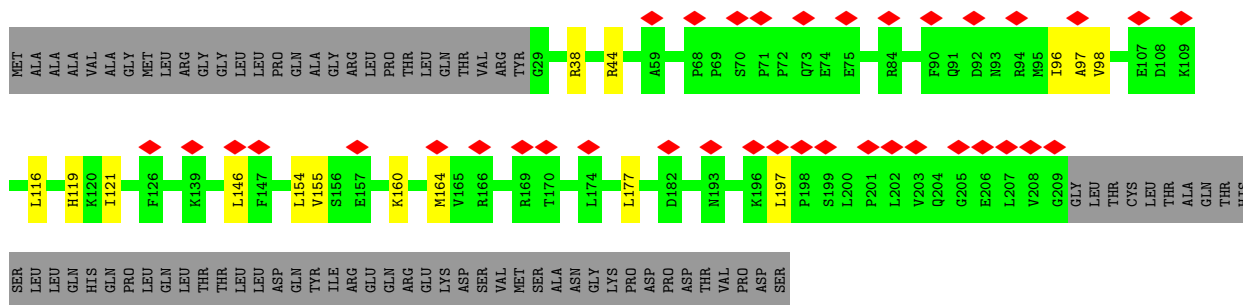 MET ALA ALA ALA VAL ALA GLY MET LEU ARG GLY GLY LEU LEU PRO GLN ALA GLY ARG LEU PRO THR LEU GLN THR VAL ARG TYR G29 R38 R44 A59 P68 P69 S70 P71 P72 Q73 E74 E75 R84 F90 Q91 D92 N93 R94 M95 I96 A97 V98 E107 D108 K109
L116 H119 K120 I121 F126 K139 L146 F147 L154 V155 S156 E157 K160 M164 V165 R166 R169 T170 L174 L177 D182 N193 K196 L197 P198 S199 L200 P201 L202 V203 Q204 G205 E206 L207 V208 G209 GLY LEU THR CYS LEU THR ALA GLN THR HIS
SER LEU LEU GLN HIS GLN PRO LEU GLN LEU THR THR LEU LEU ASP GLN TYR ILE ARG GLU GLN ARG GLU LYS ASP SER VAL MET SER ALA ASN GLY LYS PRO ASP PRO ASP THR VAL PRO ASP SER